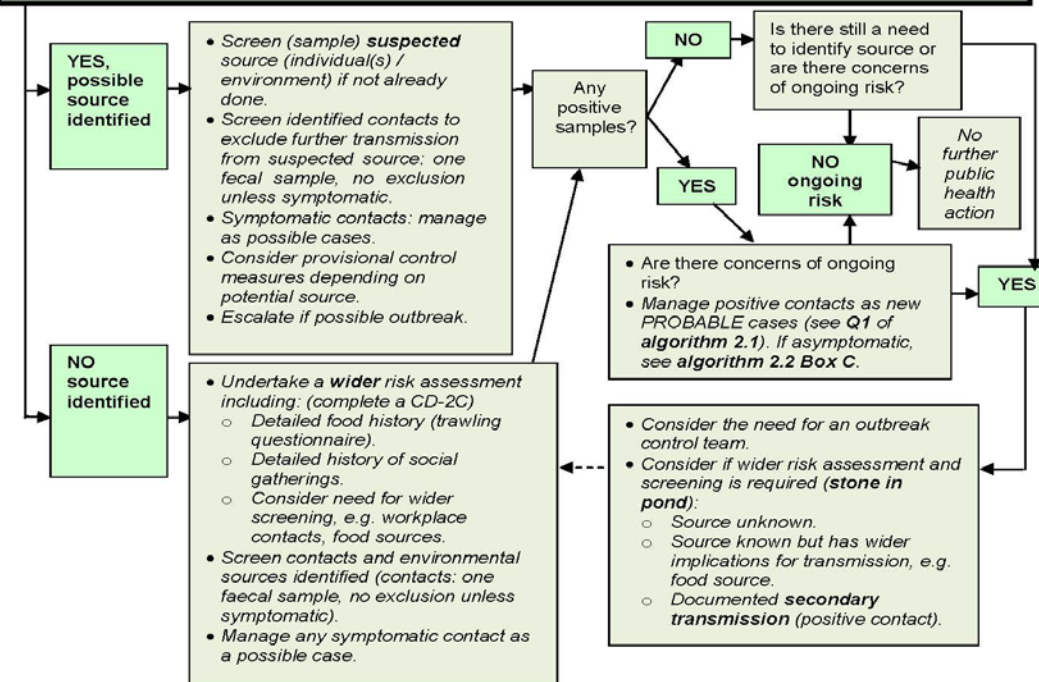 YES,
possible
source
identified
• Screen (sample) suspected
source (individual(s) /
environment) if not already
done.
• Screen identified contacts to
exclude further transmission
from suspected source: one
fecal sample, no exclusion
unless symptomatic.
• Symptomatic contacts: manage
as possible cases.
• Consider provisional control
measures depending on
potential source.
• Escalate if possible outbreak.
Any
positive
samples?
NO
YES
Is there still a need
to identify source or
are there concerns
of ongoing risk?
NO
ongoing
risk
No
further
public
health
action
• Are there concerns of ongoing
risk?
• Manage positive contacts as new
PROBABLE cases (see Q1 of
algorithm 2.1). If asymptomatic,
see algorithm 2.2 Box C.
YES
NO
source
identified
• Undertake a wider risk assessment
including: (complete a CD-2C)
o Detailed food history (trawling
questionnaire).
o Detailed history of social
gatherings.
o Consider need for wider
screening, e.g. workplace
contacts, food sources.
• Screen contacts and environmental
sources identified (contacts: one
faecal sample, no exclusion unless
symptomatic).
• Manage any symptomatic contact as
a possible case.
• Consider the need for an outbreak
control team.
• Consider if wider risk assessment and
screening is required (stone in
pond):
o Source unknown.
o Source known but has wider
implications for transmission, e.g.
food source.
o Documented secondary
transmission (positive contact).